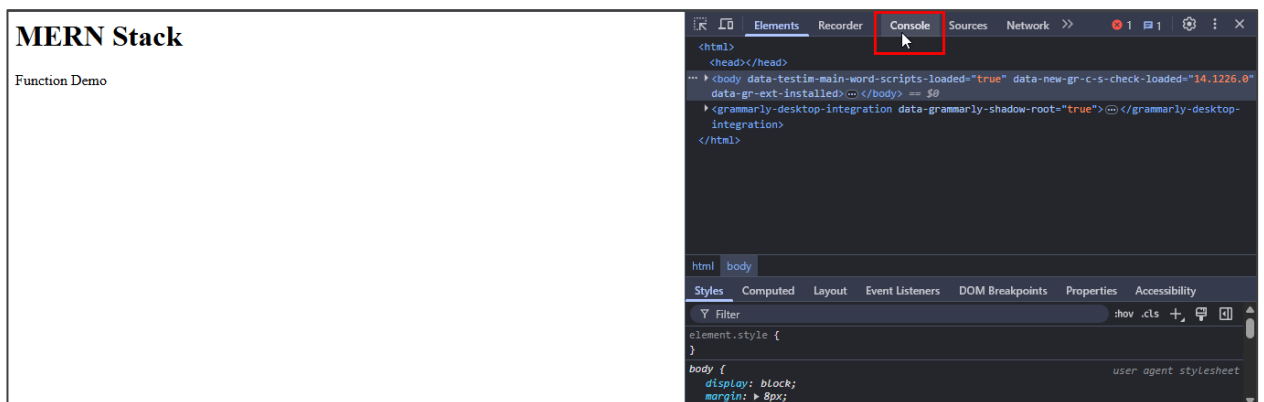 MERN Stack
Function Demo
Elements Recorder Console Sources Network 1 1
<html>
<head></head>
<body data-testim-main-word-scripts-loaded="true" data-new-gr-c-s-check-loaded="14.1226.0"
data-gr-ext-installed> … </body> == $0
<grammarly-desktop-integration data-grammarly-shadow-root="true"> … </grammarly-desktop-
integration>
</html>
html body
Styles Computed Layout Event Listeners DOM Breakpoints Properties Accessibility
Filter :hov .cls
element.style {
}
body { user agent stylesheet
display: block;
margin: 8px;